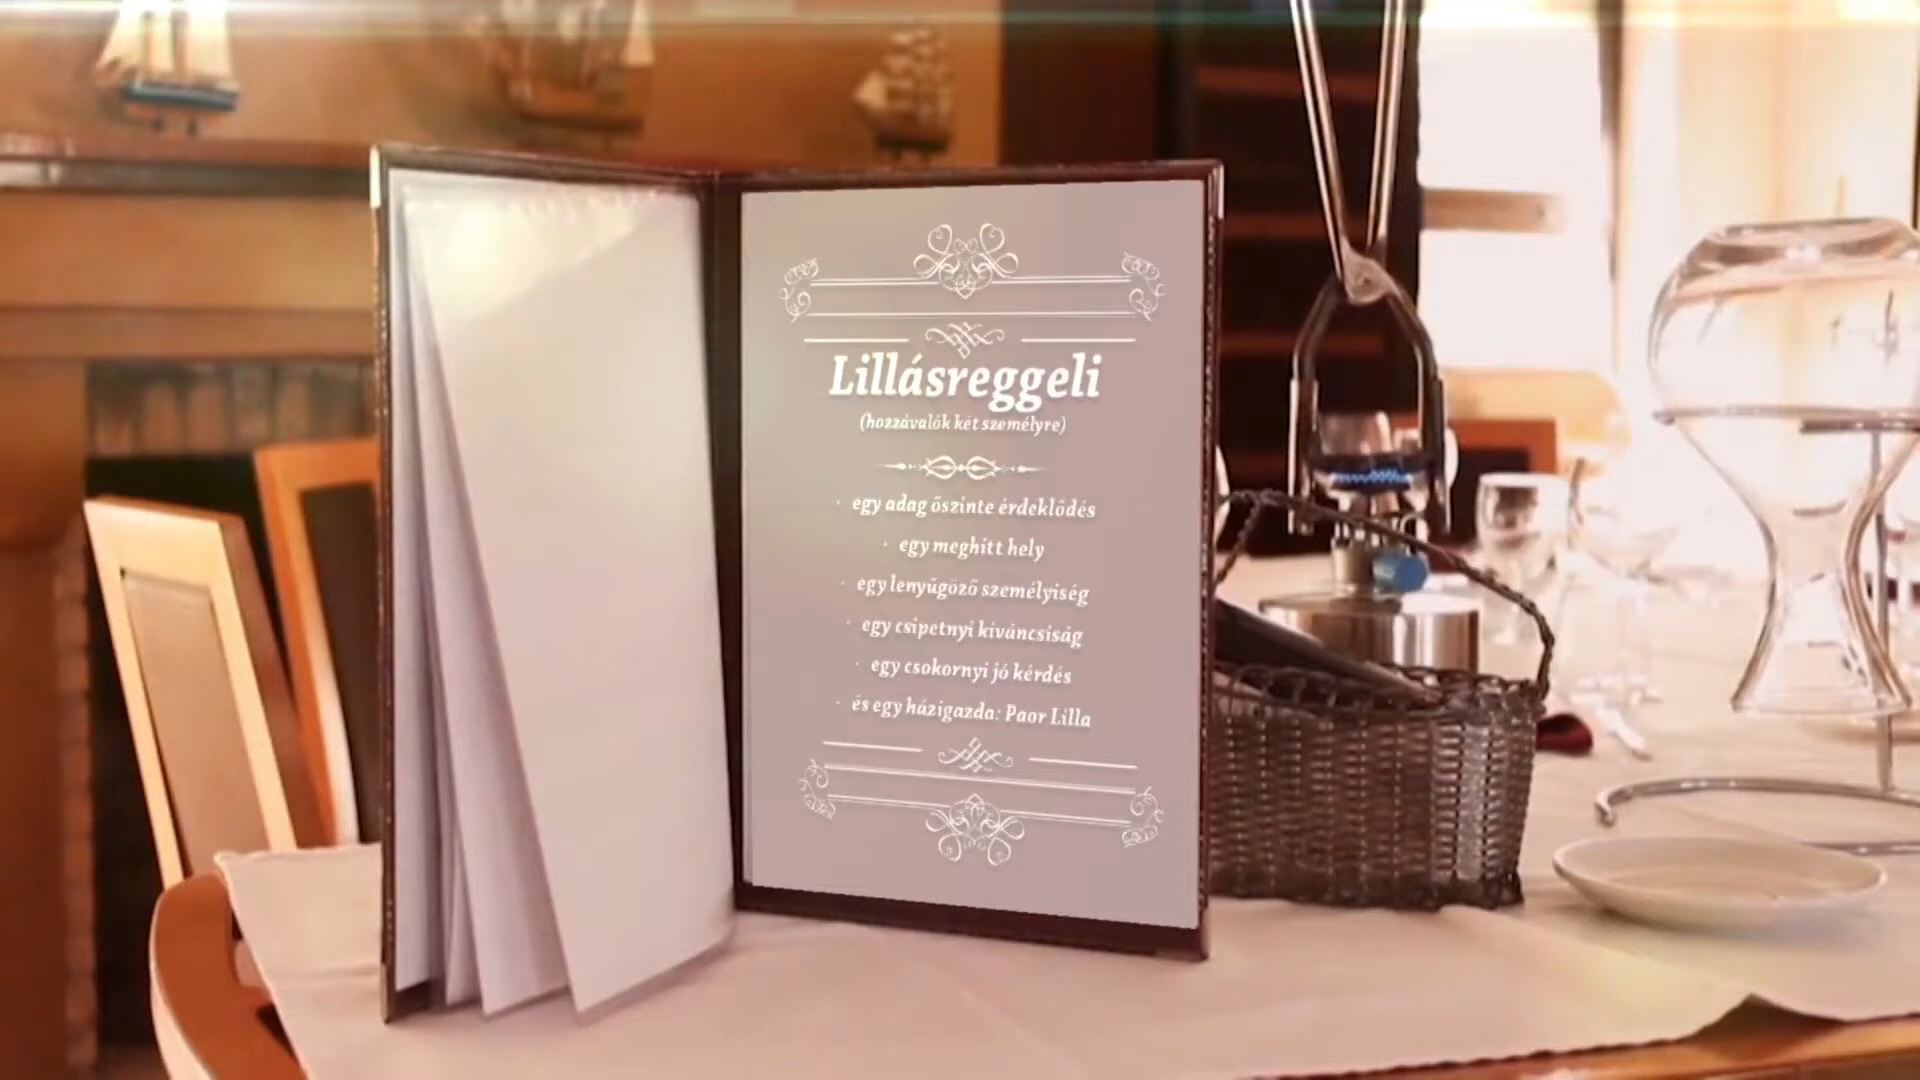 Lillásreggeli
(hozzávalók két személyre)
· egy adag őszinte érdeklődés
· egy meghitt hely
· egy lenyűgöző személyiség
· egy csipetnyi kíváncsiság
· egy csokornyi jó kérdés
· és egy házigazda: Paor Lilla